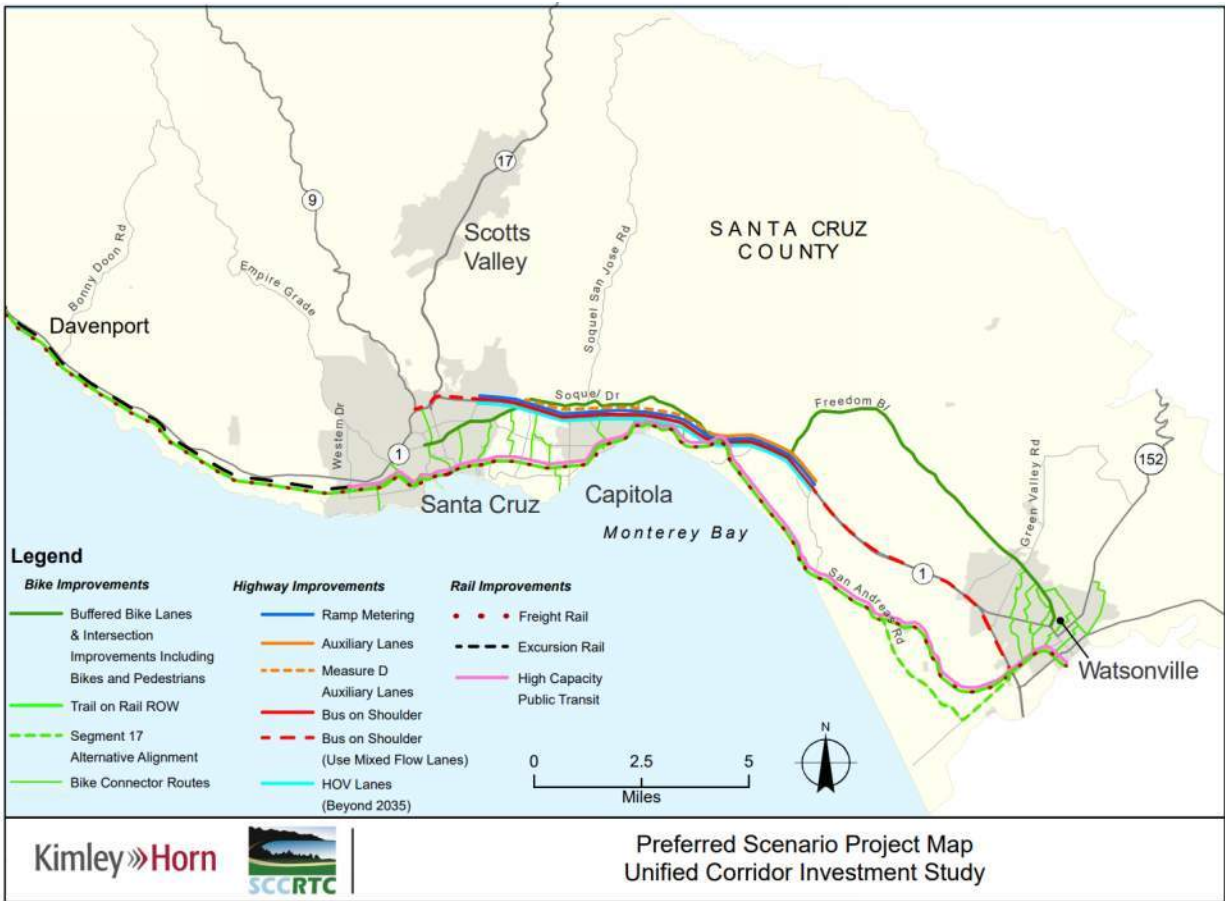 SANTA CRUZ
COUNTY
17
9
Scotts
Valley
Bonny Doon Rd
Empire Grade
Soquel San Jose Rd
Davenport
Western Dr
Soquel Dr
Freedom Bl
1
152
Green Valley Rd
Santa Cruz
Capitola
Monterey Bay
San Andreas Rd
1
Watsonville
Legend
Bike Improvements
Buffered Bike Lanes
& Intersection
Improvements Including
Bikes and Pedestrians
Trail on Rail ROW
Segment 17
Alternative Alignment
Bike Connector Routes
Highway Improvements
Ramp Metering
Auxiliary Lanes
Measure D
Auxiliary Lanes
Bus on Shoulder
Bus on Shoulder
(Use Mixed Flow Lanes)
HOV Lanes
(Beyond 2035)
Rail Improvements
Freight Rail
Excursion Rail
High Capacity
Public Transit
0 2.5 5
Miles
N
Kimley»Horn
SCCRTC
Preferred Scenario Project Map
Unified Corridor Investment Study